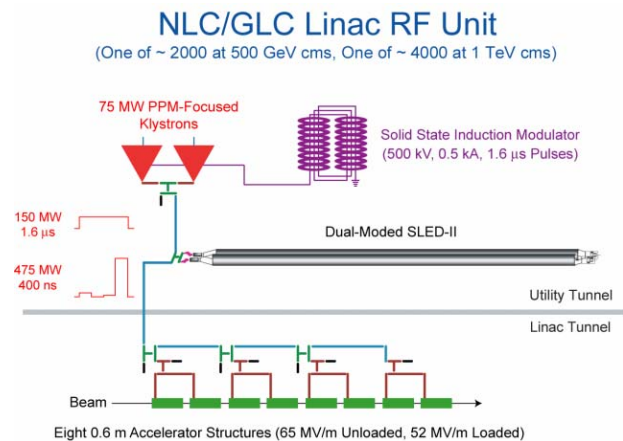 NLC/GLC Linac RF Unit
(One of ~ 2000 at 500 GeV cms, One of ~ 4000 at 1 TeV cms)
75 MW PPM-Focused
Klystrons
Solid State Induction Modulator
(500 kV, 0.5 kA, 1.6 μs Pulses)
150 MW
1.6 μs
Dual-Moded SLED-II
475 MW
400 ns
Utility Tunnel
Linac Tunnel
Beam
Eight 0.6 m Accelerator Structures (65 MV/m Unloaded, 52 MV/m Loaded)